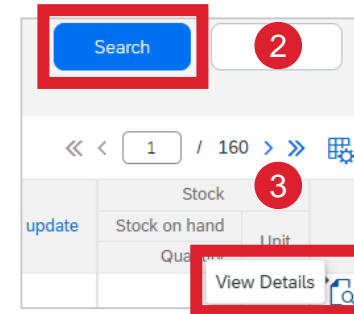 Search
2
1 / 160
3
Stock
update
Stock on hand
Unit
View Details